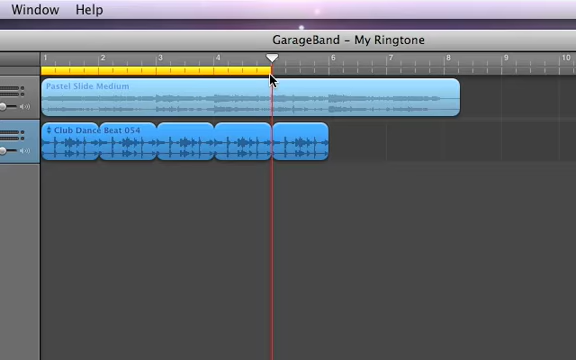 Window Help
GarageBand - My Ringtone
1 2 3 4 5 6 7 8 9 10
Pastel Slide Medium
Club Dance Beat 054